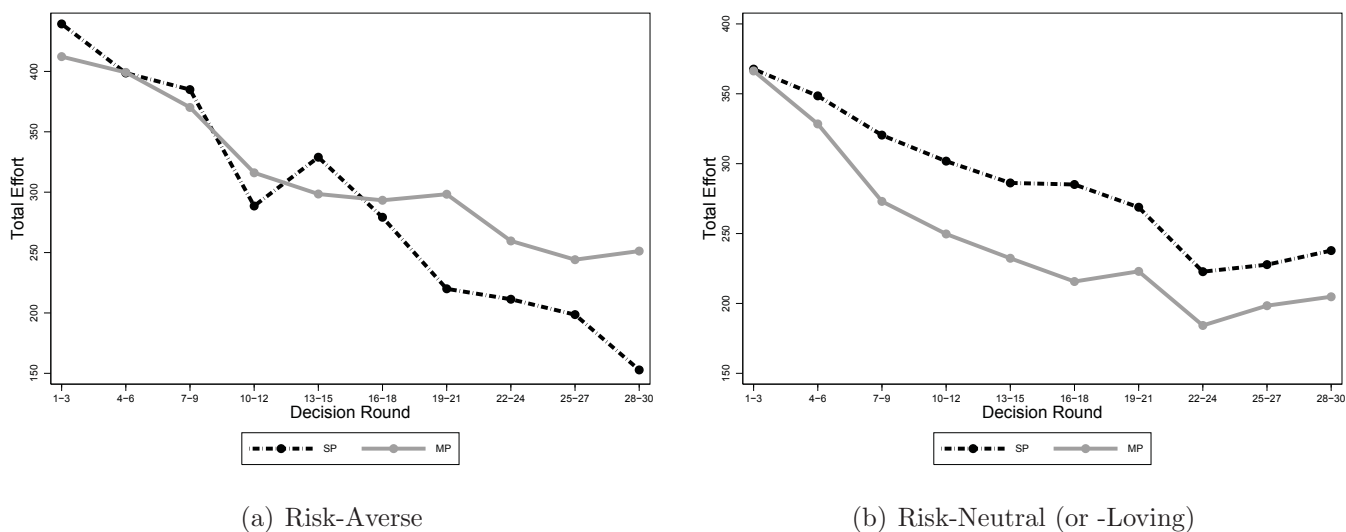 Total Effort
400
350
300
250
200
150
1−3 4−6 7−9 10−12 13−15 16−18 19−21 22−24 25−27 28−30
Decision Round
SP MP
(a) Risk-Averse
Total Effort
400
350
300
250
200
150
1−3 4−6 7−9 10−12 13−15 16−18 19−21 22−24 25−27 28−30
Decision Round
SP MP
(b) Risk-Neutral (or -Loving)